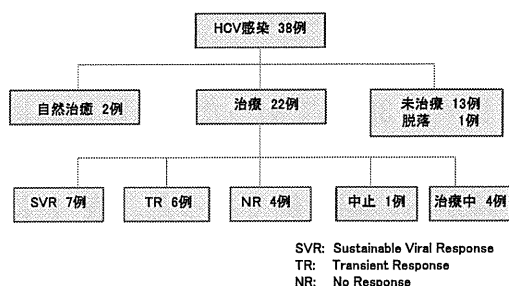 HCV感染 38例
自然治癒 2例
治療 22例
未治療 13例
脱落 1例
SVR 7例
TR 6例
NR 4例
中止 1例
治療中 4例
SVR: Sustainable Viral Response
TR: Transient Response
NR: No Response